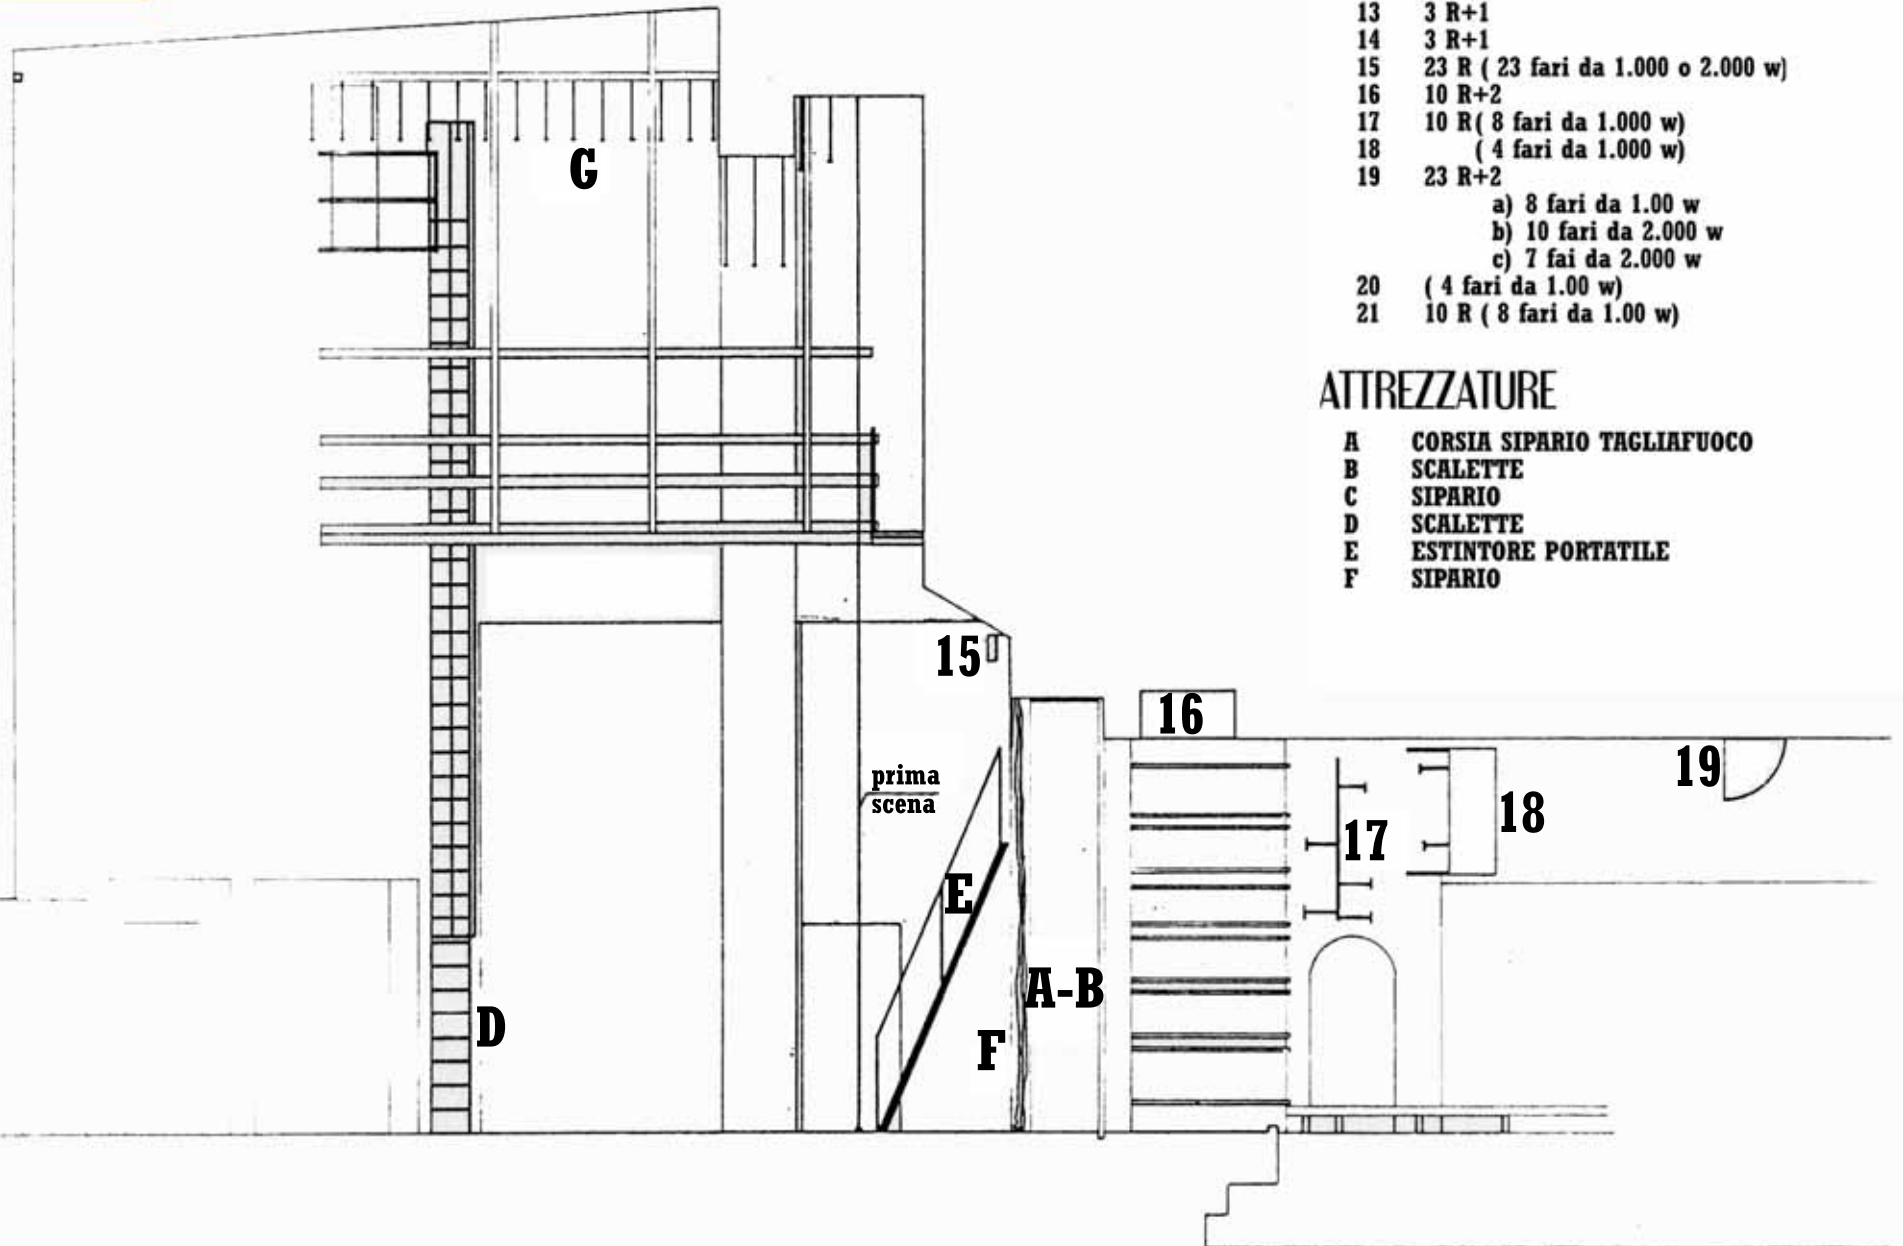 13 3 R+1
14 3 R+1
15 23 R ( 23 fari da 1.000 o 2.000 w)
16 10 R+2
17 10 R( 8 fari da 1.000 w)
18 ( 4 fari da 1.000 w)
19 23 R+2
a) 8 fari da 1.00 w
b) 10 fari da 2.000 w
c) 7 fai da 2.000 w
20 ( 4 fari da 1.00 w)
21 10 R ( 8 fari da 1.00 w)
ATTREZZATURE
A CORSIA SIPARIO TAGLIAFUOCO
B SCALETTE
C SIPARIO
D SCALETTE
E ESTINTORE PORTATILE
F SIPARIO
G
15
16
19
prima
scena
18
17
E
A-B
D
F